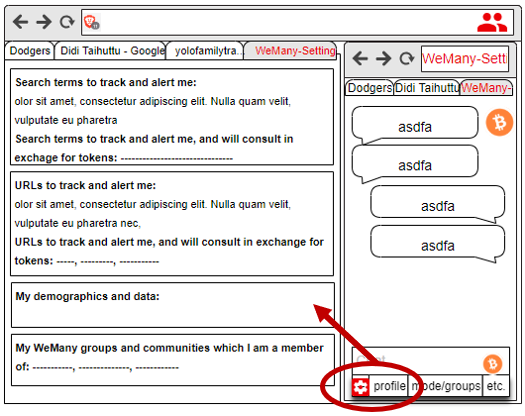 Dodgers
Didi Taihuttu - Google
yolofamilytra..
WeMany-Setting
Search terms to track and alert me:
olor sit amet, consectetur adipiscing elit. Nulla quam velit,
vulputate eu pharetra
Search terms to track and alert me, and will consult in
exchage for tokens: -------------------------------
URLs to track and alert me:
olor sit amet, consectetur adipiscing elit. Nulla quam velit,
vulputate eu pharetra nec,
URLs to track and alert me, and will consult in exchange for
tokens: -----, ---------, -----------
My demographics and data:
My WeMany groups and communities which I am a member
of: -----------, --------------, ------------
WeMany-Setti
Dodgers
Didi Taihuttu
WeMany-
asdfa
asdfa
asdfa
asdfa
profile
mode/groups
etc.